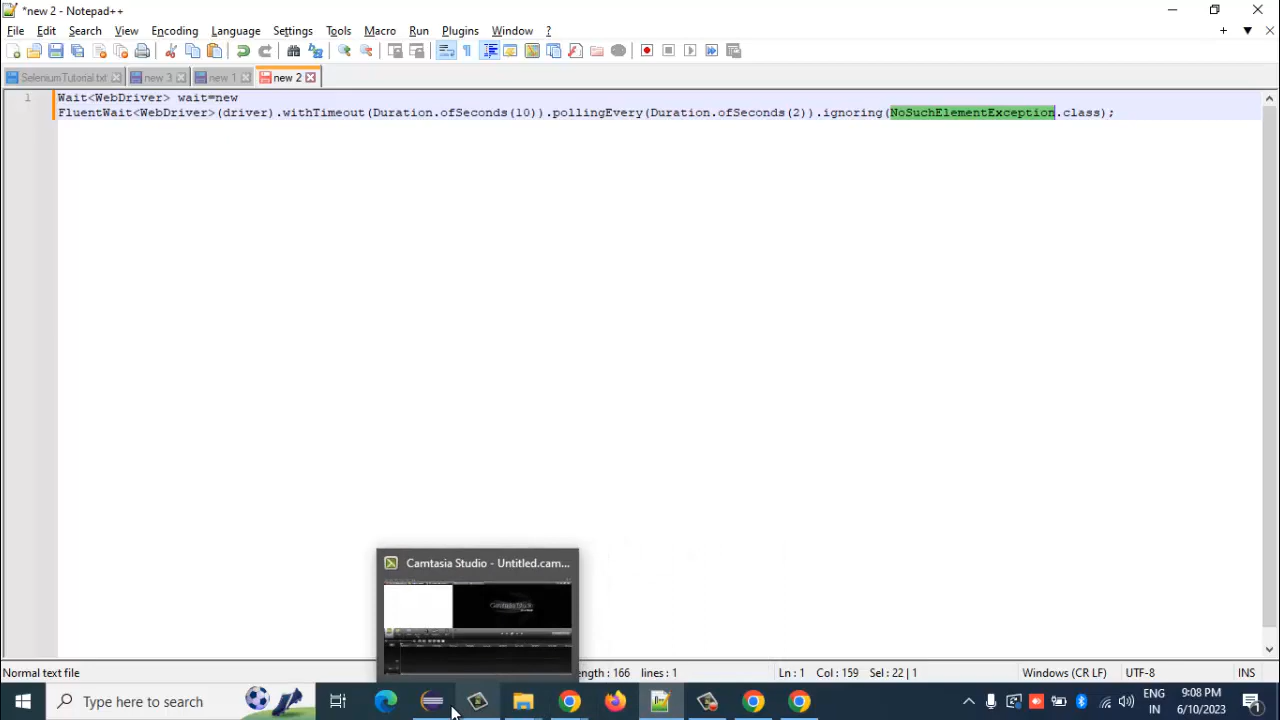 *new 2 - Notepad++
File Edit Search View Encoding Language Settings Tools Macro Run Plugins Window ?
SeleniumTutorial.txt new 3 new 1 new 2
1 Wait<WebDriver> wait=new
FluentWait<WebDriver>(driver).withTimeout(Duration.ofSeconds(10)).pollingEvery(Duration.ofSeconds(2)).ignoring(NoSuchElementException.class);
Camtasia Studio - Untitled.cam...
length : 166 lines : 1 Ln : 1 Col : 159 Sel : 22 | 1 Windows (CR LF) UTF-8 INS
Normal text file
Type here to search
ENG
IN
9:08 PM
6/10/2023
1